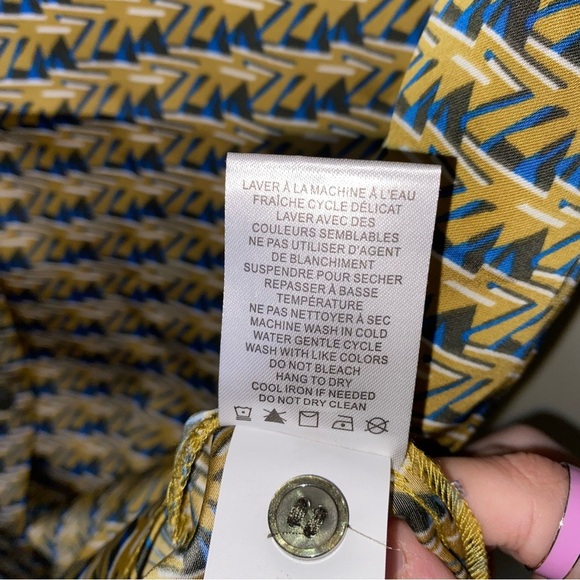 LAVER À LA MACHINE À L'EAU
FRAÎCHE CYCLE DÉLICAT
LAVER AVEC DES
COULEURS SEMBLABLES
NE PAS UTILISER D'AGENT
DE BLANCHIMENT
SUSPENDRE POUR SECHER
REPASSER À BASSE
TEMPÉRATURE
NE PAS NETTOYER À SEC
MACHINE WASH IN COLD
WATER GENTLE CYCLE
WASH WITH LIKE COLORS
DO NOT BLEACH
HANG TO DRY
COOL IRON IF NEEDED
DO NOT DRY CLEAN